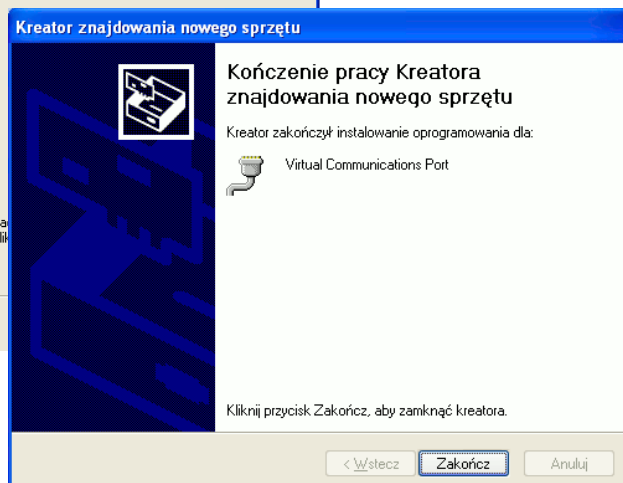 Kreator znajdowania nowego sprzętu
Kończenie pracy Kreatora
znajdowania nowego sprzętu
Kreator zakończył instalowanie oprogramowania dla:
Virtual Communications Port
Kliknij przycisk Zakończ, aby zamknąć kreatora.
< Wstecz
Zakończ
Anuluj